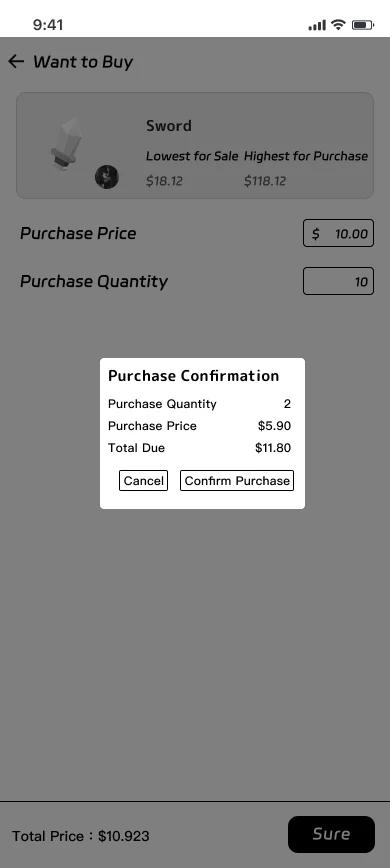 9:41
Want to Buy
Sword
Lowest for Sale Highest for Purchase
$18.12 $118.12
Purchase Price $ 10.00
Purchase Quantity 10
Purchase Confirmation
Purchase Quantity 2
Purchase Price $5.90
Total Due $11.80
Cancel Confirm Purchase
Total Price：$10.923 Sure